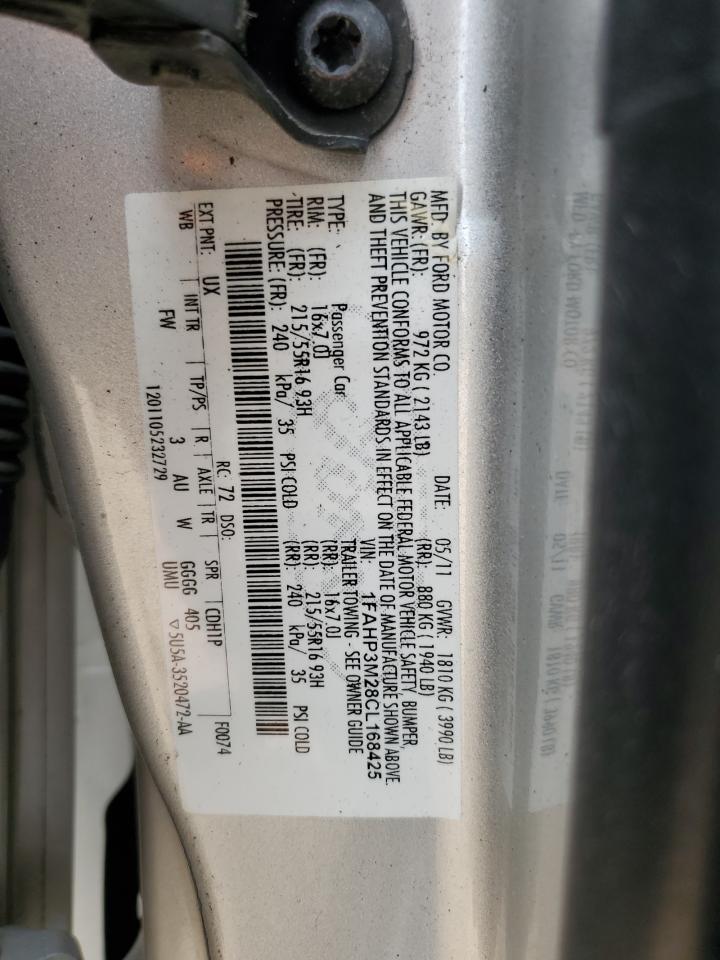 MFD. BY FORD MOTOR CO. DATE: 05/11 GVWR: 1810 KG ( 3990 LB)
GAWR: (FR): 972 KG ( 2143 LB) (RR): 880 KG ( 1940 LB)
THIS VEHICLE CONFORMS TO ALL APPLICABLE FEDERAL MOTOR VEHICLE SAFETY, BUMPER,
AND THEFT PREVENTION STANDARDS IN EFFECT ON THE DATE OF MANUFACTURE SHOWN ABOVE.
VIN: 1FAHP3M28CL168425
TYPE: Passenger Car TRAILER TOWING - SEE OWNER GUIDE
RIM: (FR): 16x7.0J (RR): 16x7.0J
TIRE: (FR): 215/55R16 93H (RR): 215/55R16 93H
PRESSURE: (FR): 240 kPa/ 35 PSI COLD (RR): 240 kPa/ 35 PSI COLD
F0074
EXT PNT: UX RC: 72 DSO: CDH1P
WB INT TR TP/PS R AXLE TR SPR
FW 3 AU W GGGG 405
UMU ▽5U5A-3520472-AA
1201105232729